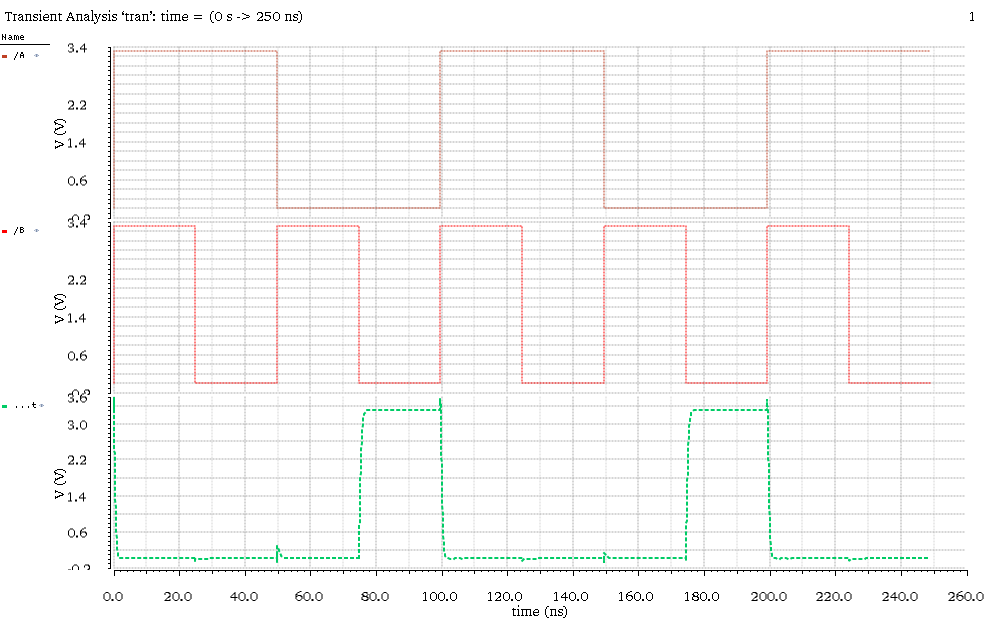 Transient Analysis 'tran': time = (0 s -> 250 ns)
1
Name
/A
3.4
2.2
1.4
0.6
V (V)
/B
3.4
2.2
1.4
0.6
V (V)
...t
3.6
3.0
2.2
1.4
0.6
-0.2
V (V)
0.0 20.0 40.0 60.0 80.0 100.0 120.0 140.0 160.0 180.0 200.0 220.0 240.0 260.0
time (ns)